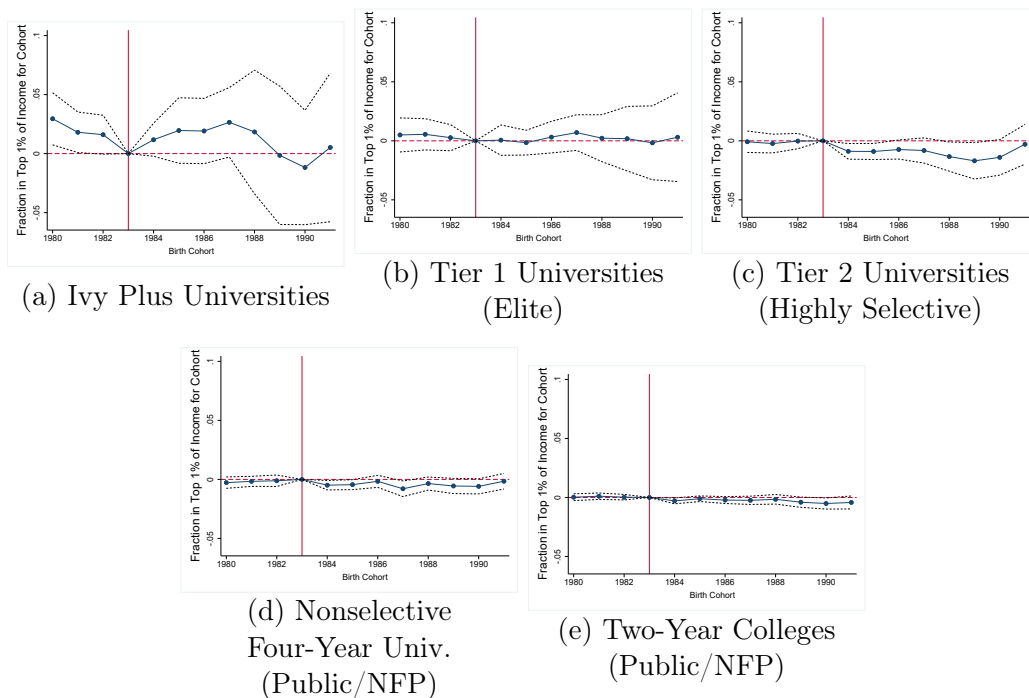 Fraction in Top 1% of Income for Cohort
.1
.05
0
-.05
1980 1982 1984 1986 1988 1990
Birth Cohort
(a) Ivy Plus Universities
Fraction in Top 1% of Income for Cohort
.1
.05
0
-.05
1980 1982 1984 1986 1988 1990
Birth Cohort
(b) Tier 1 Universities
(Elite)
Fraction in Top 1% of Income for Cohort
.1
.05
0
-.05
1980 1982 1984 1986 1988 1990
Birth Cohort
(c) Tier 2 Universities
(Highly Selective)
Fraction in Top 1% of Income for Cohort
.1
.05
0
-.05
1980 1982 1984 1986 1988 1990
Birth Cohort
(d) Nonselective
Four-Year Univ.
(Public/NFP)
Fraction in Top 1% of Income for Cohort
.1
.05
0
-.05
1980 1982 1984 1986 1988 1990
Birth Cohort
(e) Two-Year Colleges
(Public/NFP)